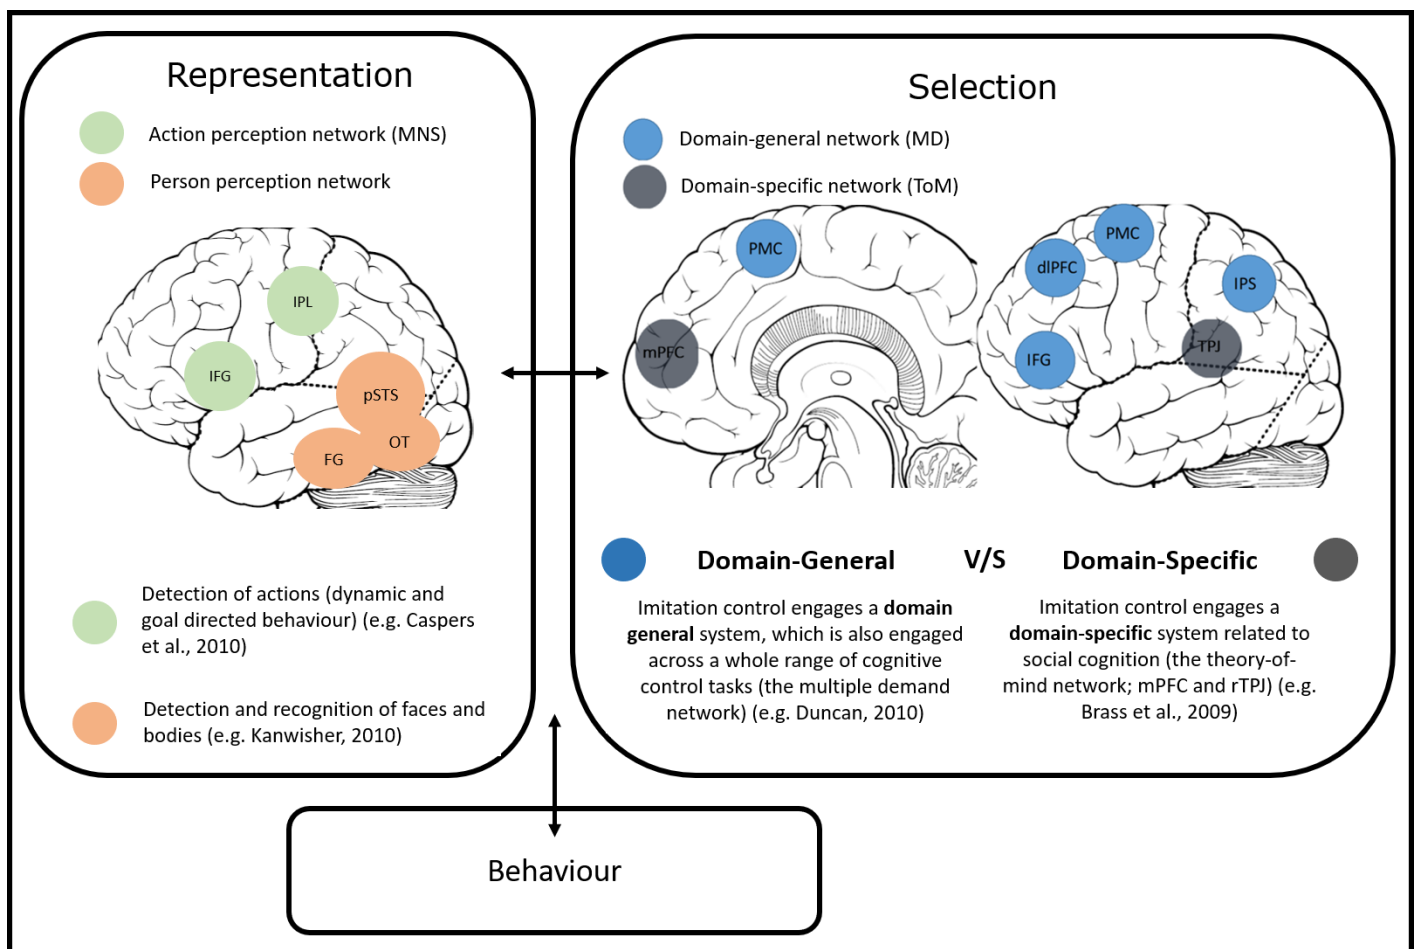 Representation
Action perception network (MNS)
Person perception network
IPL
IFG
pSTS
OT
FG
Detection of actions (dynamic and
goal directed behaviour) (e.g. Caspers
et al., 2010)
Detection and recognition of faces and
bodies (e.g. Kanwisher, 2010)
Selection
Domain-general network (MD)
Domain-specific network (ToM)
PMC
mPFC
PMC
dlPFC
IPS
TPJ
IFG
Domain-General
V/S
Domain-Specific
Imitation control engages a domain
general system, which is also engaged
across a whole range of cognitive
control tasks (the multiple demand
network) (e.g. Duncan, 2010)
Imitation control engages a
domain-specific system related to
social cognition (the theory-of-
mind network; mPFC and rTPJ) (e.g.
Brass et al., 2009)
Behaviour